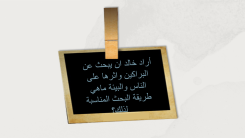 أراد خالد ان يبحث عن
البراكين واثرها على
الناس والبيئة ماهي
طريقة البحث المناسبة
لذلك؟